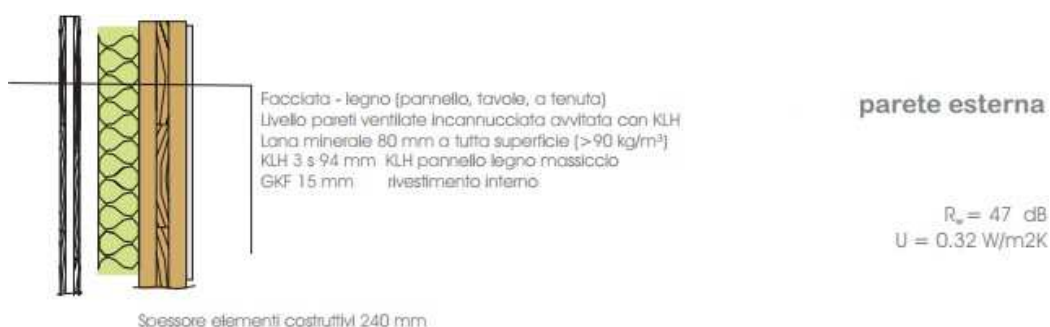 Facciata - legno (pannello, tavole, a tenuta)
Livello pareti ventilate incannucciata avvitata con KLH
Lana minerale 80 mm a tutta superficie (>90 kg/m³)
KLH 3 s 94 mm KLH pannello legno massiccio
GKF 15 mm rivestimento interno
parete esterna
Rw = 47 dB
U = 0.32 W/m2K
Spessore elementi costruttivi 240 mm